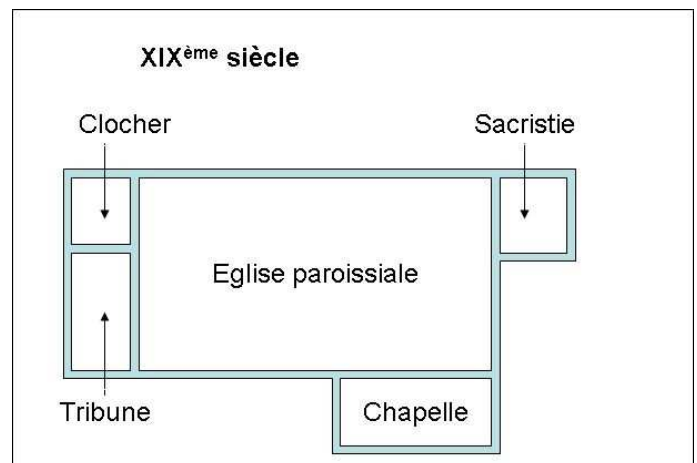 XIXème siècle
Clocher
Sacristie
Eglise paroissiale
Tribune
Chapelle